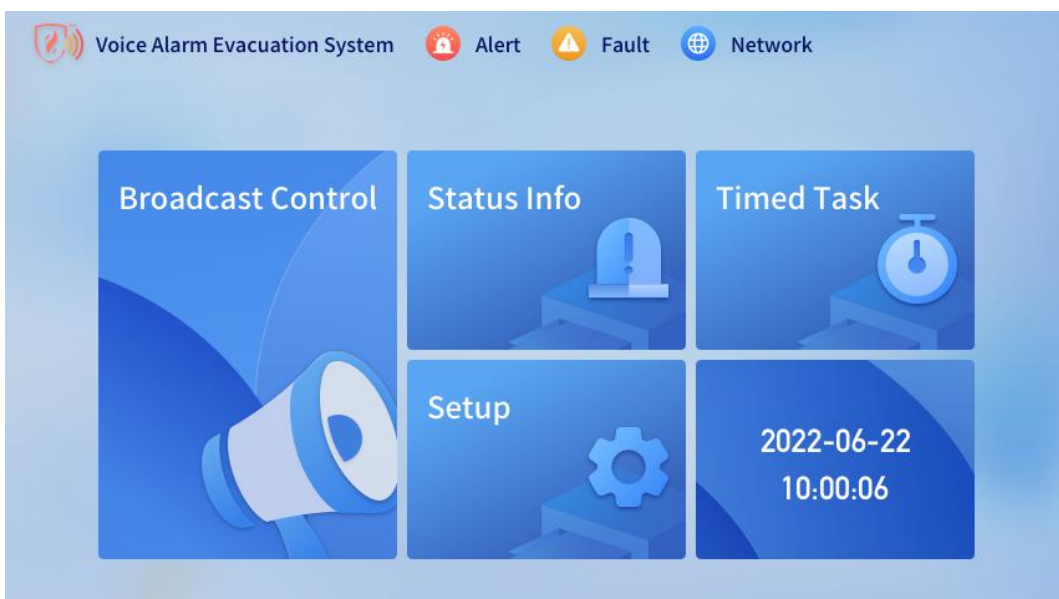 Voice Alarm Evacuation System Alert Fault Network
Broadcast Control
Status Info
Timed Task
Setup
2022-06-22
10:00:06